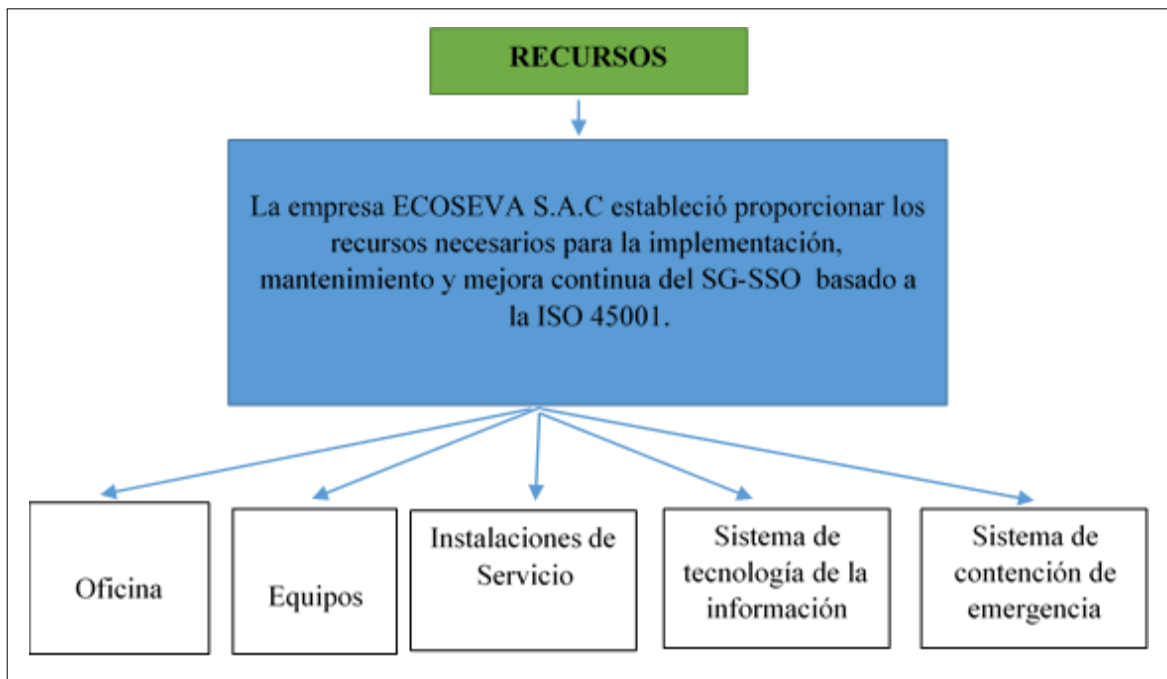 RECURSOS
La empresa ECOSEVA S.A.C estableció proporcionar los
recursos necesarios para la implementación,
mantenimiento y mejora continua del SG-SSO basado a
la ISO 45001.
Oficina
Equipos
Instalaciones de
Servicio
Sistema de
tecnología de la
información
Sistema de
contención de
emergencia